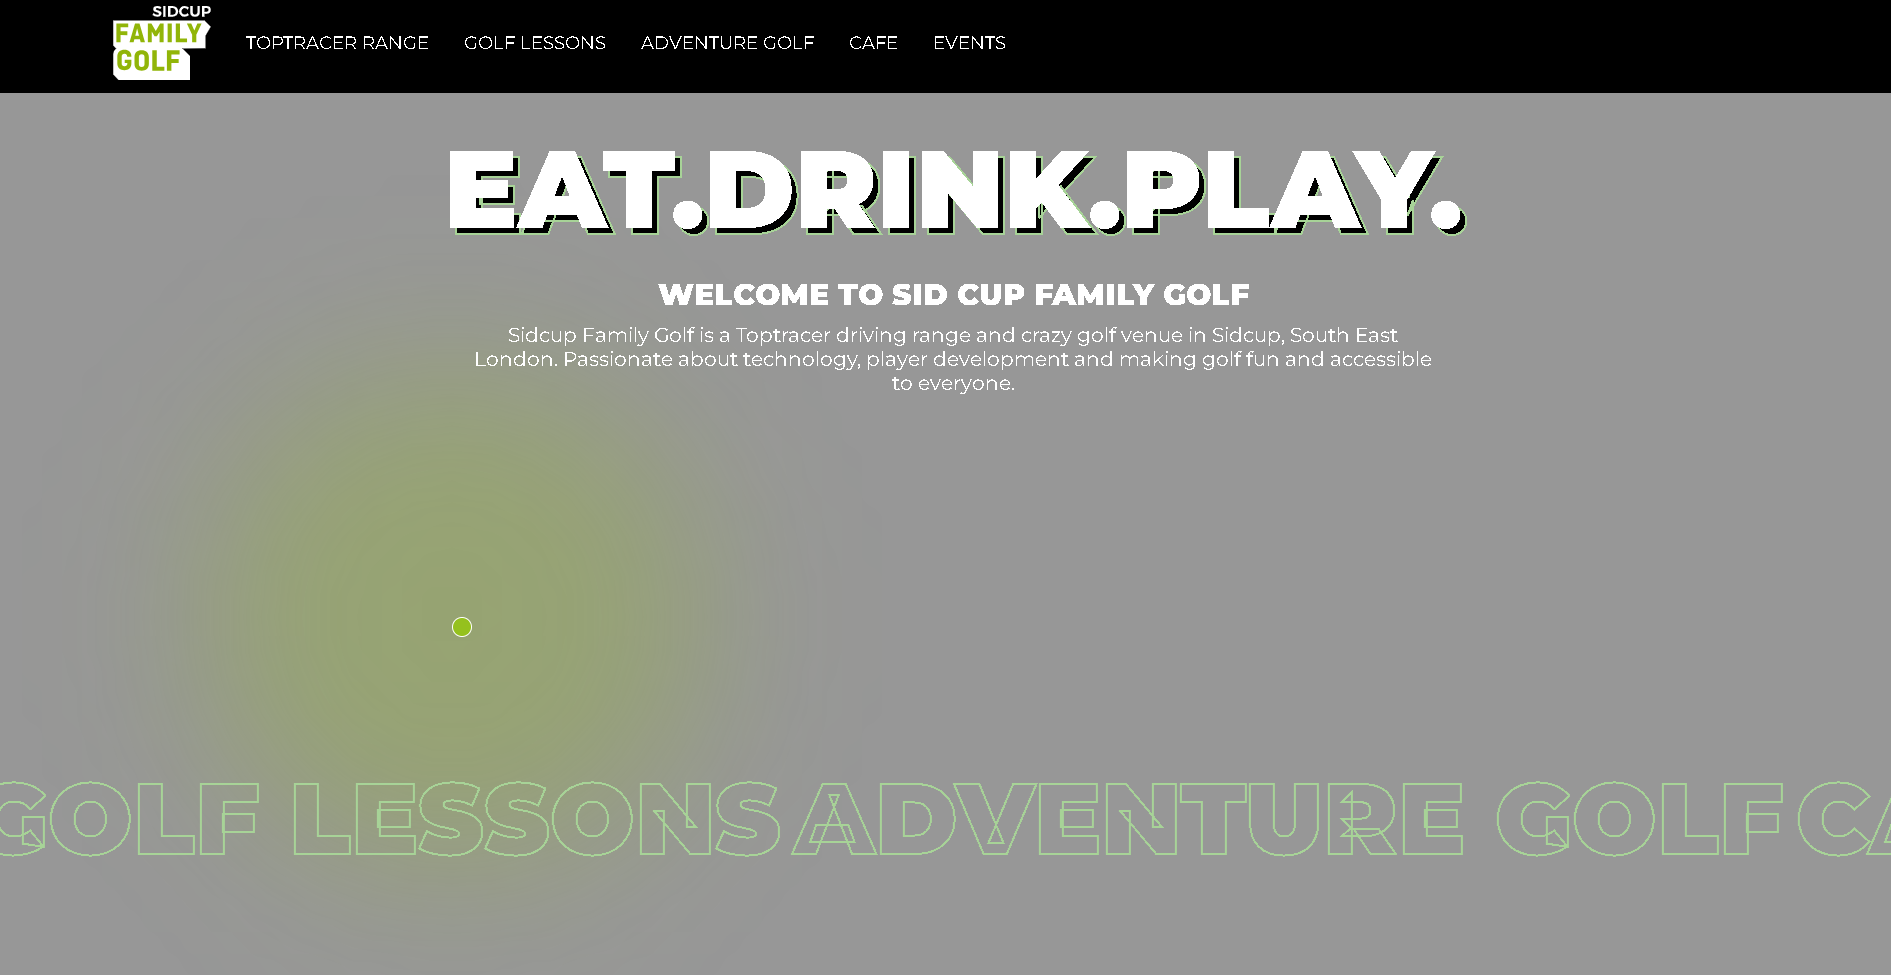 SIDCUP
FAMILY
GOLF
TOPTRACER RANGE GOLF LESSONS ADVENTURE GOLF CAFE EVENTS
EAT.DRINK.PLAY.
WELCOME TO SID CUP FAMILY GOLF
Sidcup Family Golf is a Toptracer driving range and crazy golf venue in Sidcup, South East
London. Passionate about technology, player development and making golf fun and accessible
to everyone.
GOLF LESSONS ADVENTURE GOLF CA